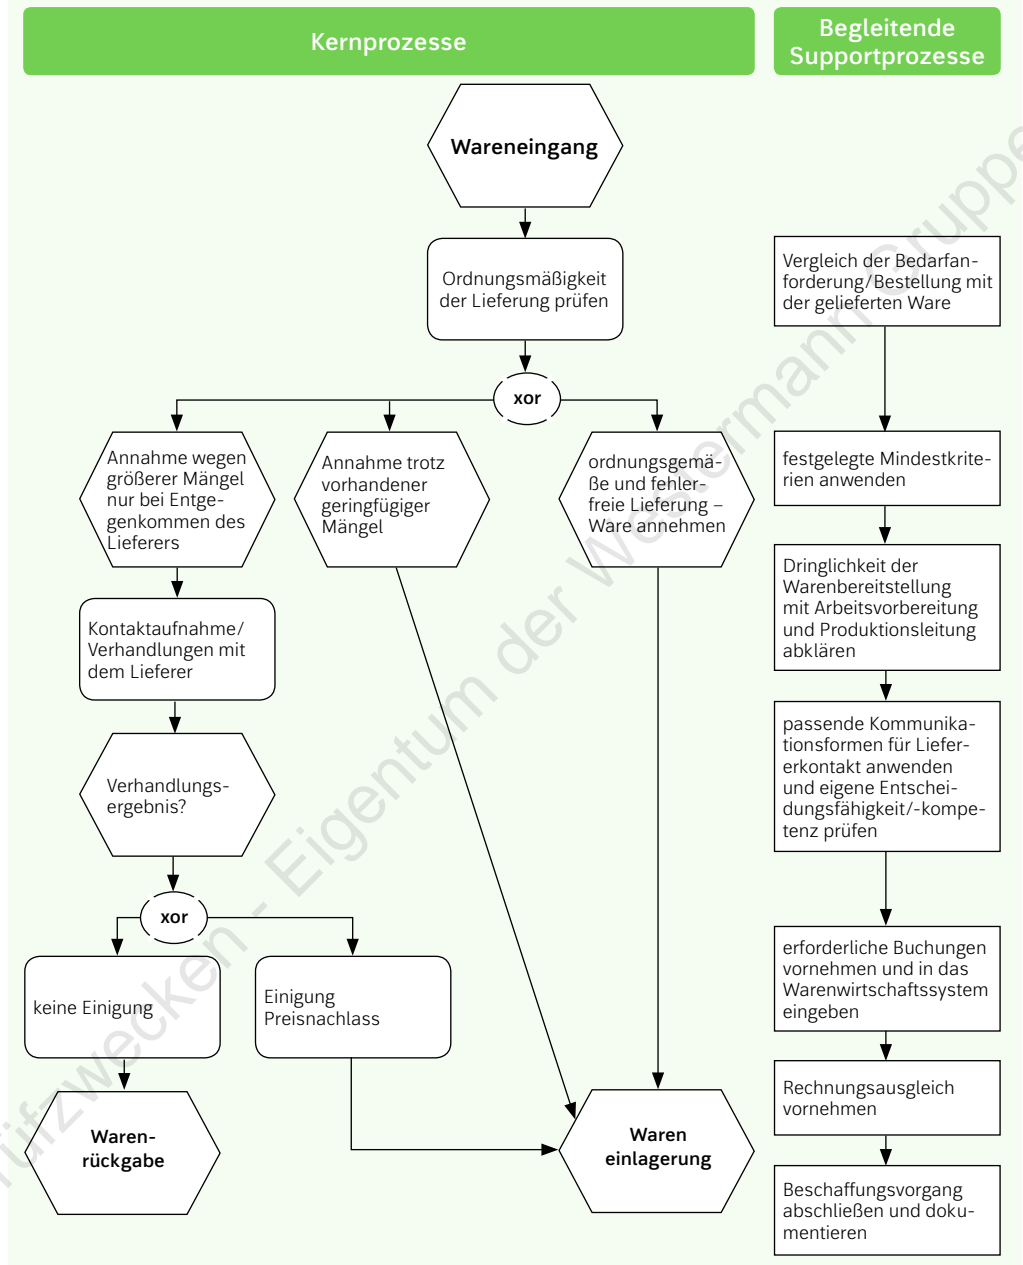 Kernprozesse
Begleitende
Supportprozesse
Wareneingang
Ordnungsmäßigkeit
der Lieferung prüfen
xor
Annahme wegen
größerer Mängel
nur bei Entge-
genkommen des
Lieferers
Annahme trotz
vorhandener
geringfügiger
Mängel
ordnungsgemä-
ße und fehler-
freie Lieferung –
Ware annehmen
Kontaktaufnahme/
Verhandlungen mit
dem Lieferer
Verhandlungs-
ergebnis?
xor
keine Einigung
Einigung
Preisnachlass
Waren-
rückgabe
Waren
einlagerung
Vergleich der Bedarfan-
forderung/Bestellung mit
der gelieferten Ware
festgelegte Mindestkrite-
rien anwenden
Dringlichkeit der
Warenbereitstellung
mit Arbeitsvorbereitung
und Produktionsleitung
abklären
passende Kommunika-
tionsformen für Liefer-
erkontakt anwenden
und eigene Entschei-
dungsfähigkeit/-kompe-
tenz prüfen
erforderliche Buchungen
vornehmen und in das
Warenwirtschaftssystem
eingeben
Rechnungsausgleich
vornehmen
Beschaffungsvorgang
abschließen und doku-
mentieren
- Eigentum der Westermann Gruppe